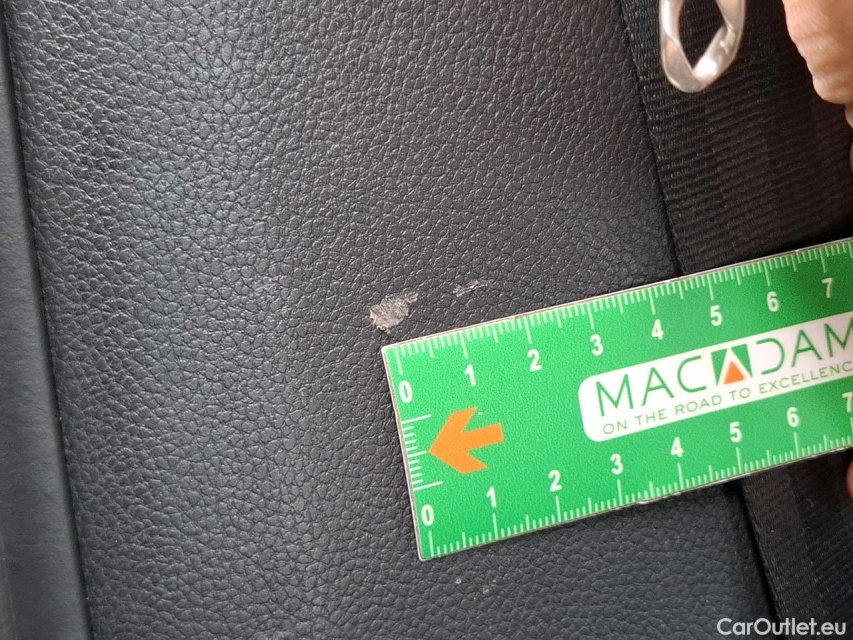 0 1 2 3 4 5 6 7
MACADAM
ON THE ROAD TO EXCELLENC
0 1 2 3 4 5 6 7
CarOutlet.eu